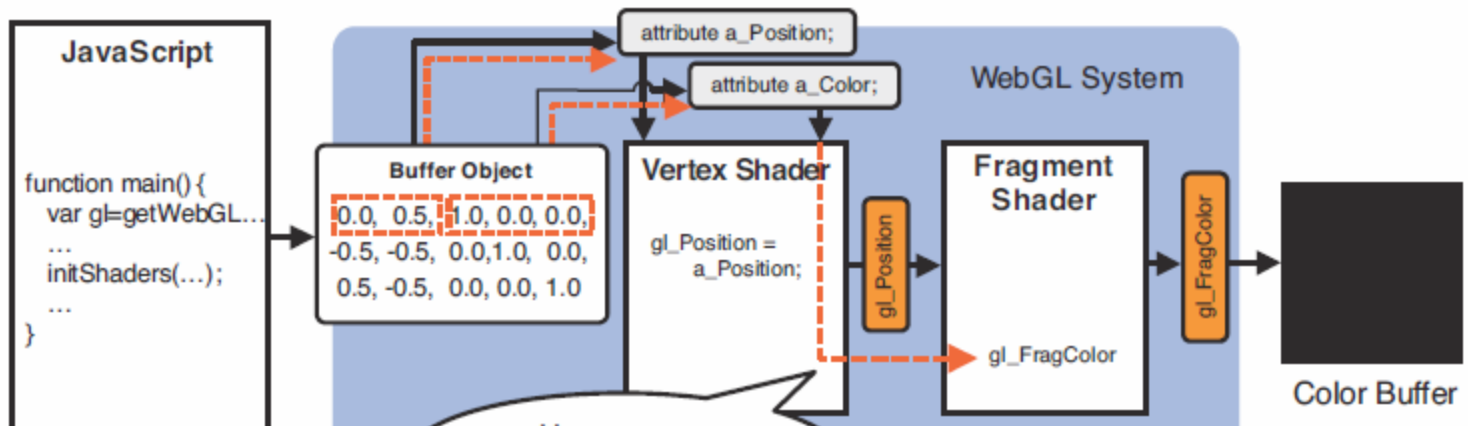 JavaScript
function main() {
var gl=getWebGL...
...
initShaders(...);
...
}
Buffer Object
0.0, 0.5, 1.0, 0.0, 0.0,
-0.5, -0.5, 0.0,1.0, 0.0,
0.5, -0.5, 0.0, 0.0, 1.0
attribute a_Position;
attribute a_Color;
WebGL System
Vertex Shader
gl_Position =
a_Position;
gl_Position
Fragment
Shader
gl_FragColor
gl_FragColor
Color Buffer